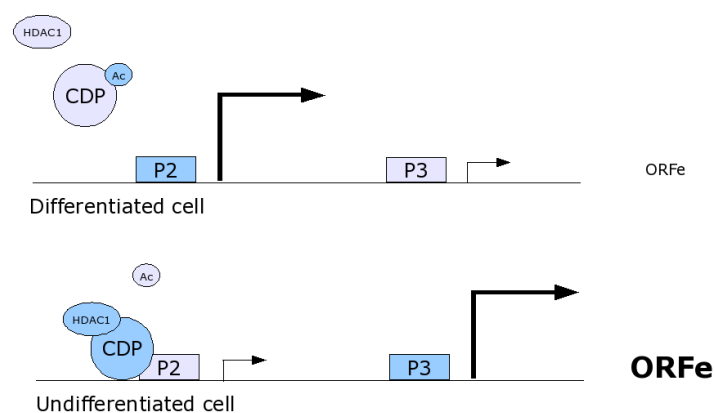 HDAC1
Ac
CDP
P2
P3
ORFe
Differentiated cell
Ac
HDAC1
CDP
P2
P3
ORFe
Undifferentiated cell